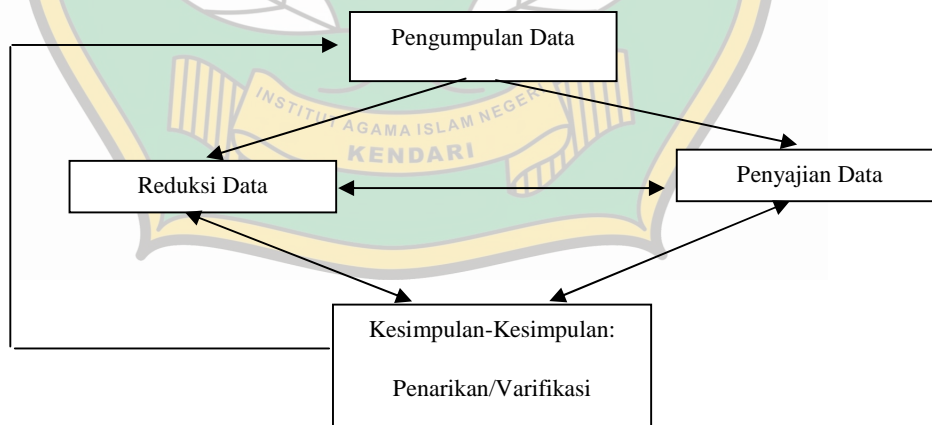 Pengumpulan Data
INSTITUT AGAMA ISLAM NEGERI
KENDARI
Reduksi Data
Penyajian Data
Kesimpulan-Kesimpulan:
Penarikan/Varifikasi